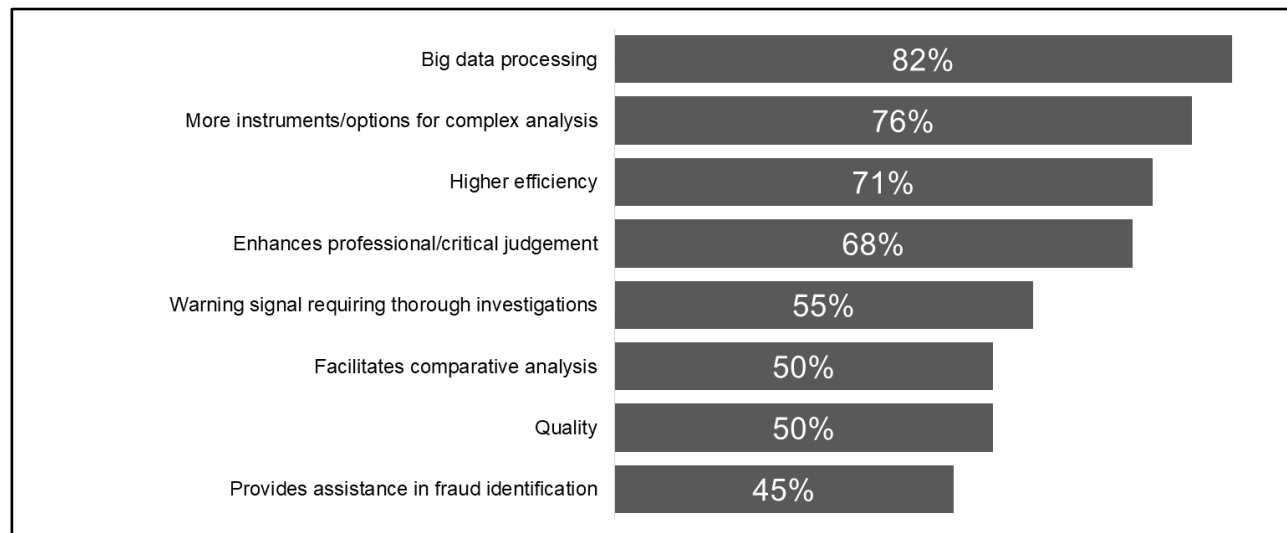 Big data processing 82%
More instruments/options for complex analysis 76%
Higher efficiency 71%
Enhances professional/critical judgement 68%
Warning signal requiring thorough investigations 55%
Facilitates comparative analysis 50%
Quality 50%
Provides assistance in fraud identification 45%